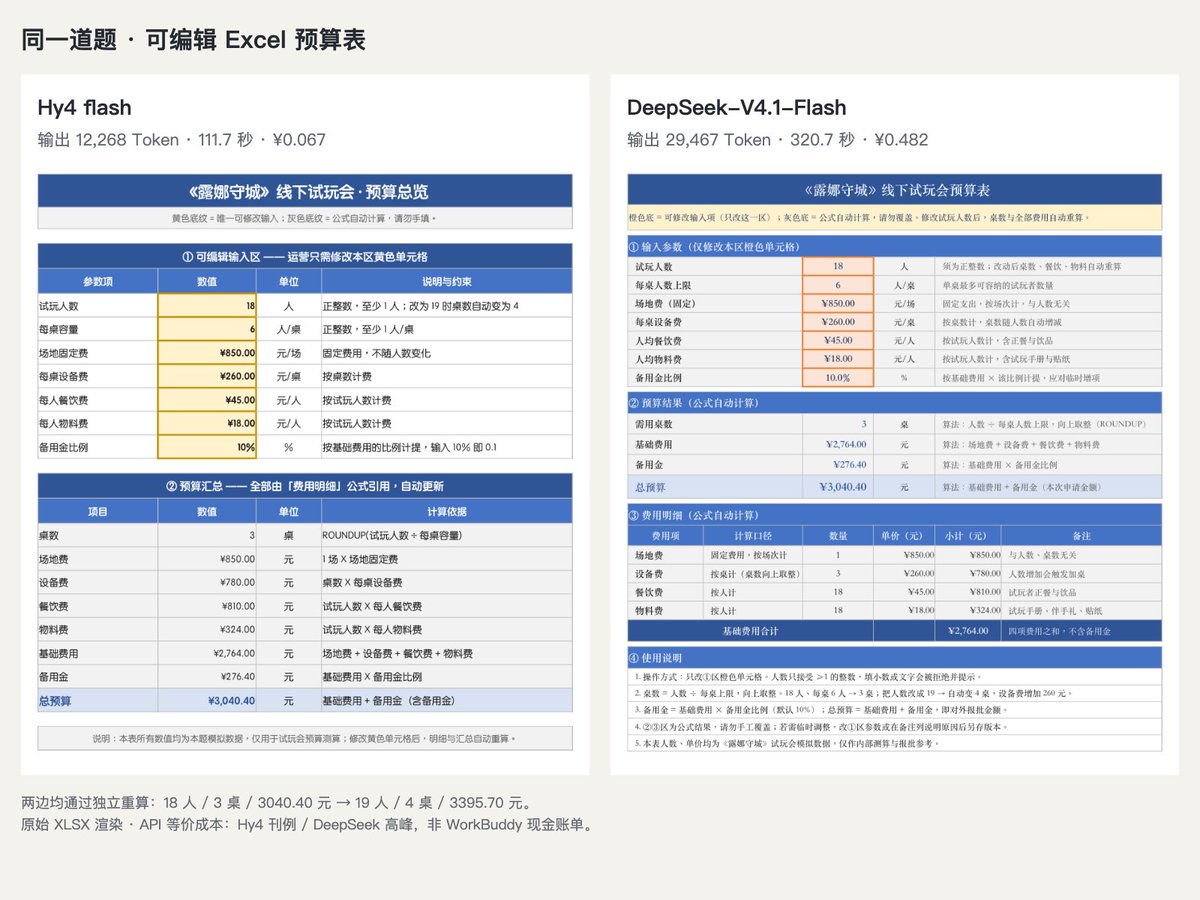 同一道题 · 可编辑 Excel 预算表
Hy4 flash
输出 12,268 Token · 111.7 秒 · ¥0.067
《露娜守城》线下试玩会 · 预算总览
黄色底纹 = 唯一可修改输入；灰色底纹 = 公式自动计算，请勿手填。
① 可编辑输入区 —— 运营只需修改本区黄色单元格
参数项 数值 单位 说明与约束
试玩人数 18 人 正整数，至少 1 人；改为 19 时桌数自动变为 4
每桌容量 6 人/桌 正整数，至少 1 人/桌
场地固定费 ¥850.00 元/场 固定费用，不随人数变化
每桌设备费 ¥260.00 元/桌 按桌数计费
每人餐饮费 ¥45.00 元/人 按试玩人数计费
每人物料费 ¥18.00 元/人 按试玩人数计费
备用金比例 10% % 按基础费用的比例计提，输入 10% 即 0.1
② 预算汇总 —— 全部由「费用明细」公式引用，自动更新
项目 数值 单位 计算依据
桌数 3 桌 ROUNDUP(试玩人数 ÷ 每桌容量)
场地费 ¥850.00 元 1 场 × 场地固定费
设备费 ¥780.00 元 桌数 × 每桌设备费
餐饮费 ¥810.00 元 试玩人数 × 每人餐饮费
物料费 ¥324.00 元 试玩人数 × 每人物料费
基础费用 ¥2,764.00 元 场地费 + 设备费 + 餐饮费 + 物料费
备用金 ¥276.40 元 基础费用 × 备用金比例
总预算 ¥3,040.40 元 基础费用 + 备用金（含备用金）
说明：本表所有数值均为本题模拟数据，仅用于试玩会预算测算；修改黄色单元格后，明细与汇总自动重算。
DeepSeek-V4.1-Flash
输出 29,467 Token · 320.7 秒 · ¥0.482
《露娜守城》线下试玩会预算表
橙色底 = 可修改输入项（只改这一区）；灰色底 = 公式自动计算，请勿覆盖。修改试玩人数后，桌数与全部费用自动重算。
① 输入参数（仅修改本区橙色单元格）
试玩人数 18 人 须为正整数；改动后桌数、餐饮、物料自动重算
每桌人数上限 6 人/桌 单桌最多可容纳的试玩者数量
场地费（固定） ¥850.00 元/场 固定支出，按场次计，与人数无关
每桌设备费 ¥260.00 元/桌 按桌数计，桌数随人数自动增减
人均餐饮费 ¥45.00 元/人 按试玩人数计，含正餐与饮品
人均物料费 ¥18.00 元/人 按试玩人数计，含试玩手册与贴纸
备用金比例 10.0% % 按基础费用 × 该比例计提，应对临时增项
② 预算结果（公式自动计算）
需用桌数 3 桌 算法：人数 ÷ 每桌人数上限，向上取整（ROUNDUP）
基础费用 ¥2,764.00 元 算法：场地费 + 设备费 + 餐饮费 + 物料费
备用金 ¥276.40 元 算法：基础费用 × 备用金比例
总预算 ¥3,040.40 元 算法：基础费用 + 备用金（本次申请金额）
③ 费用明细（公式自动计算）
费用项 计算口径 数量 单价（元） 小计（元） 备注
场地费 固定费用，按场次计 1 ¥850.00 ¥850.00 与人数、桌数无关
设备费 按桌计（桌数向上取整） 3 ¥260.00 ¥780.00 人数增加会触发加桌
餐饮费 按人计 18 ¥45.00 ¥810.00 试玩者正餐与饮品
物料费 按人计 18 ¥18.00 ¥324.00 试玩手册、伴手礼、贴纸
基础费用合计 ¥2,764.00 四项费用之和，不含备用金
④ 使用说明
1. 操作方式：只改①区橙色单元格。人数只接受 ≥1 的整数，填小数或文字会被拒绝并提示。
2. 桌数 = 人数 ÷ 每桌上限，向上取整。18 人、每桌 6 人 → 3 桌；把人数改成 19 → 自动变 4 桌，设备费增加 260 元。
3. 备用金 = 基础费用 × 备用金比例（默认 10%）；总预算 = 基础费用 + 备用金，即对外报批金额。
4. ②③区为公式结果，请勿手工覆盖；若需临时调整，改①区参数或在备注列说明原因后另存版本。
5. 本表人数、单价均为《露娜守城》试玩会模拟数据，仅作内部测算与报批参考。
两边均通过独立重算：18 人 / 3 桌 / 3040.40 元 → 19 人 / 4 桌 / 3395.70 元。
原始 XLSX 渲染 · API 等价成本：Hy4 刊例 / DeepSeek 高峰，非 WorkBuddy 现金账单。